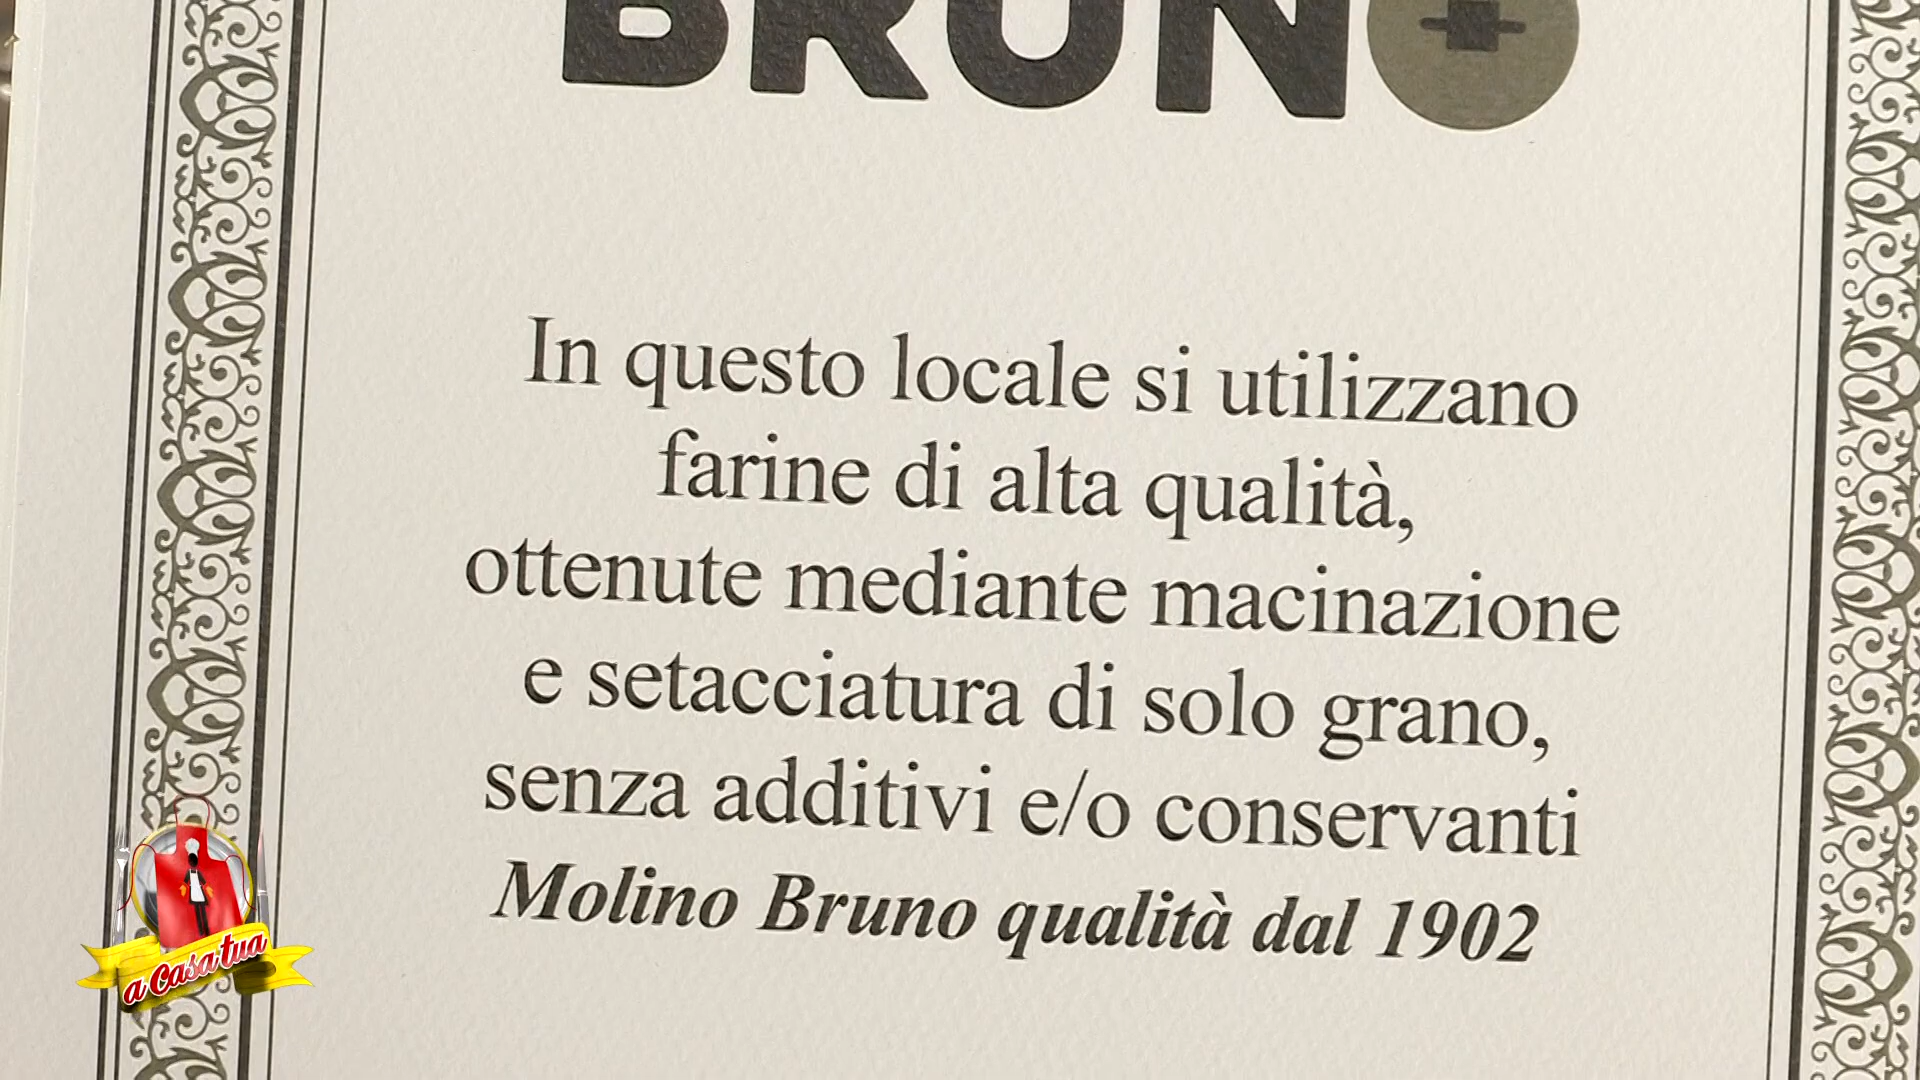 BRUNO
In questo locale si utilizzano
farine di alta qualità,
ottenute mediante macinazione
e setacciatura di solo grano,
senza additivi e/o conservanti
Molino Bruno qualità dal 1902
a Casa tua